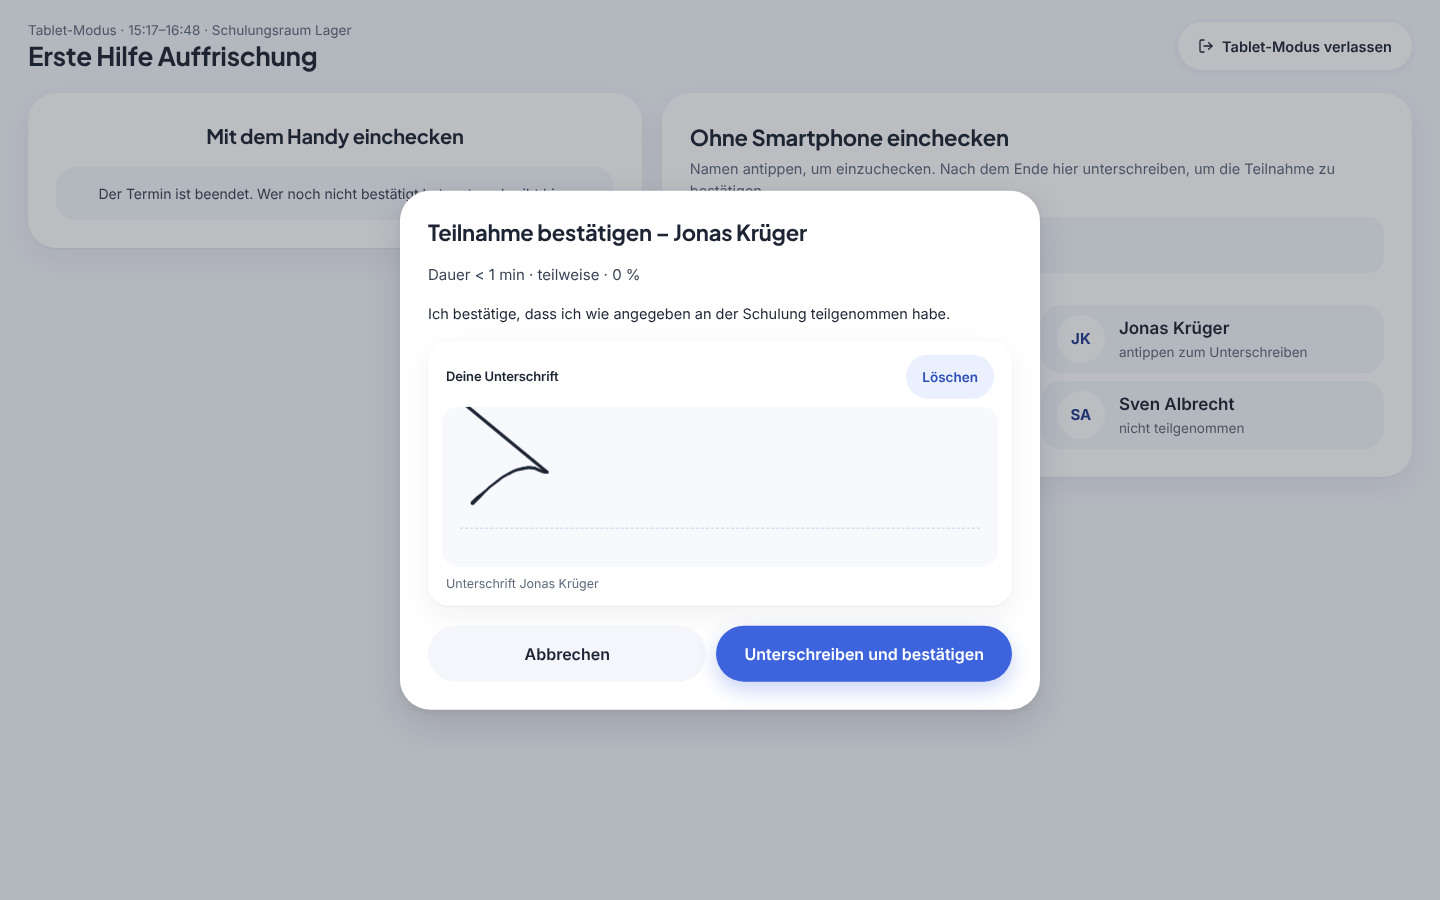 Tablet-Modus · 15:17–16:48 · Schulungsraum Lager
Erste Hilfe Auffrischung
Tablet-Modus verlassen
Mit dem Handy einchecken
Der Termin ist beendet. Wer noch nicht bestätigt
Ohne Smartphone einchecken
Namen antippen, um einzuchecken. Nach dem Ende hier unterschreiben, um die Teilnahme zu
bestätigen.
Teilnahme bestätigen – Jonas Krüger
Dauer < 1 min · teilweise · 0 %
Ich bestätige, dass ich wie angegeben an der Schulung teilgenommen habe.
Deine Unterschrift
Löschen
Unterschrift Jonas Krüger
Abbrechen
Unterschreiben und bestätigen
JK
Jonas Krüger
antippen zum Unterschreiben
SA
Sven Albrecht
nicht teilgenommen